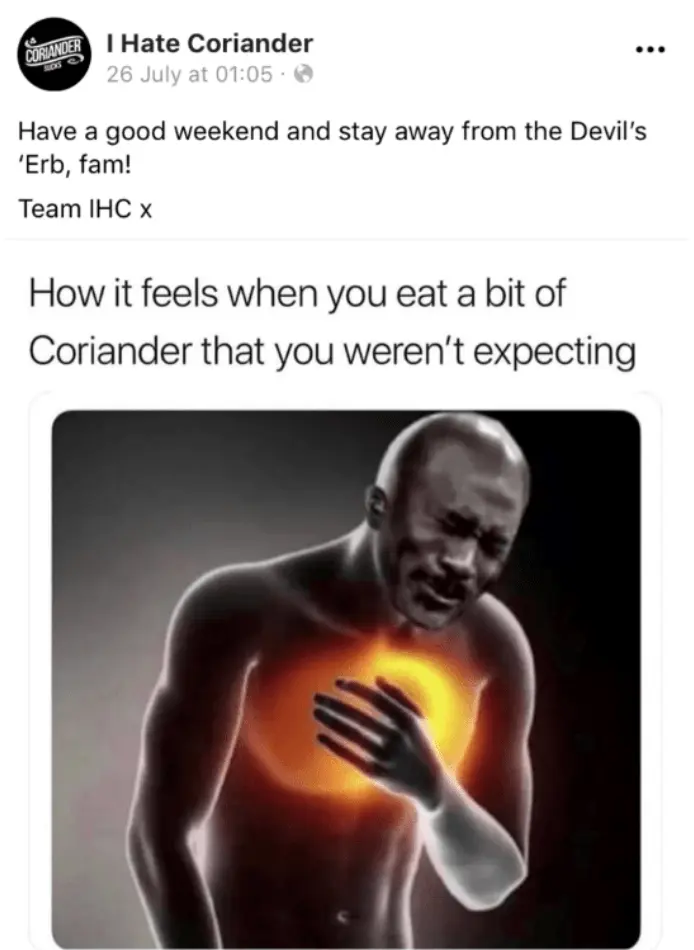 CORIANDER
SUCKS
I Hate Coriander
26 July at 01:05 ·
Have a good weekend and stay away from the Devil's
'Erb, fam!
Team IHC x
How it feels when you eat a bit of
Coriander that you weren't expecting